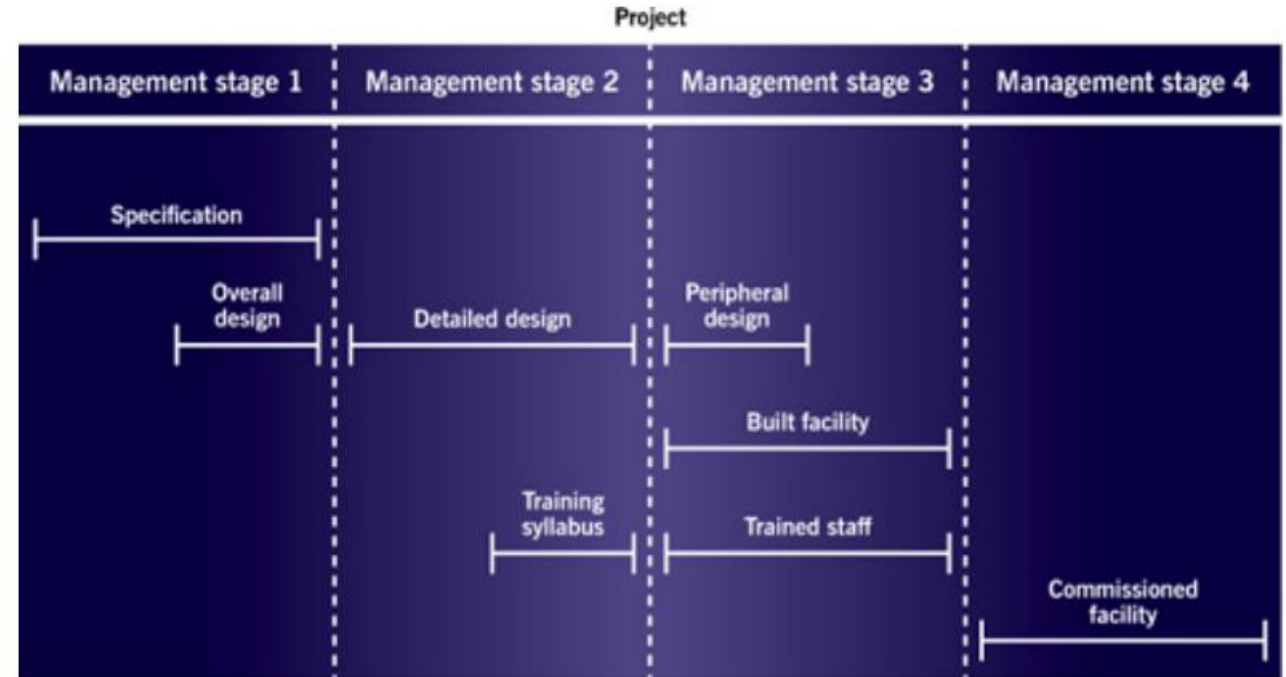 Project
Management stage 1
Management stage 2
Management stage 3
Management stage 4
Specification
Overall
design
Detailed design
Peripheral
design
Built facility
Training
syllabus
Trained staff
Commissioned
facility